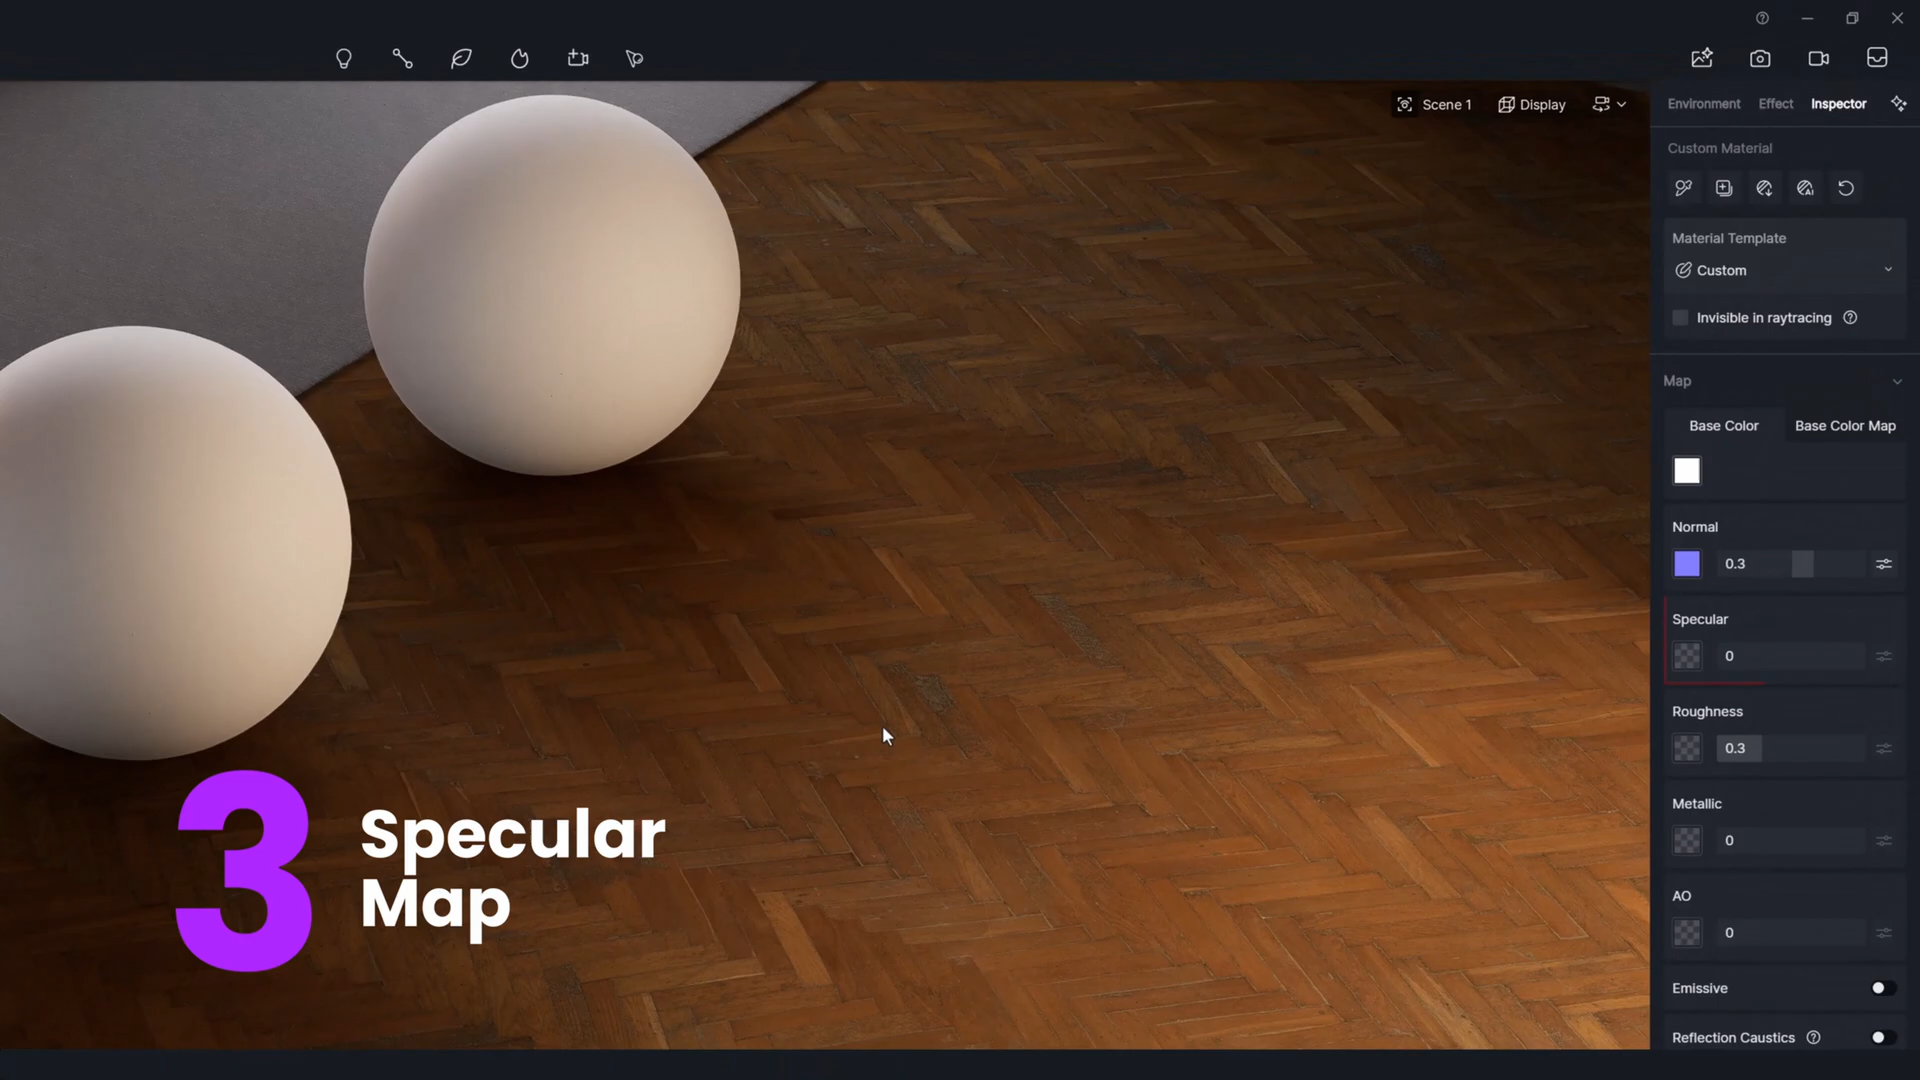 Scene 1
Display
Environment
Effect
Inspector
Custom Material
AI
Material Template
Custom
Invisible in raytracing
Map
Base Color
Base Color Map
Normal
0.3
Specular
0
Roughness
0.3
Metallic
0
AO
0
Emissive
Reflection Caustics
3
Specular
Map